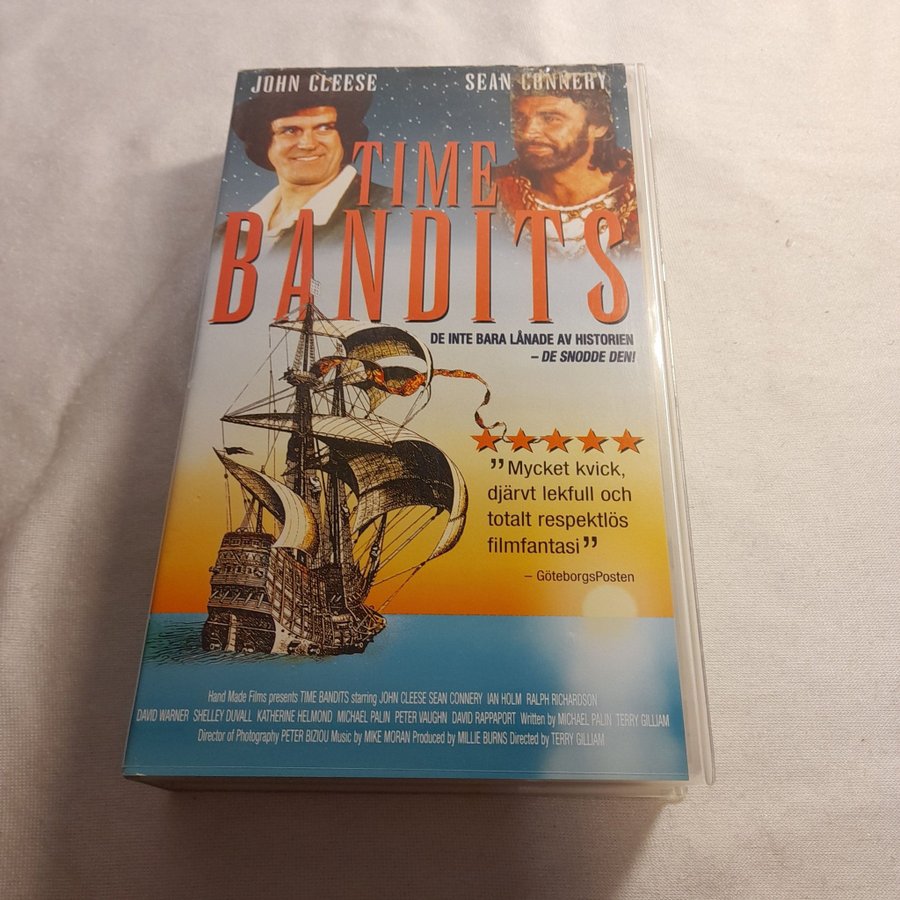 JOHN CLEESE SEAN CONNERY
TIME
BANDITS
DE INTE BARA LÅNADE AV HISTORIEN
– DE SNODDE DEN!
"Mycket kvick,
djärvt lekfull och
totalt respektlös
filmfantasi"
– GöteborgsPosten
Hand Made Films presents TIME BANDITS starring JOHN CLEESE SEAN CONNERY IAN HOLM RALPH RICHARDSON
DAVID WARNER SHELLEY DUVALL KATHERINE HELMOND MICHAEL PALIN PETER VAUGHN DAVID RAPPAPORT Written by MICHAEL PALIN TERRY GILLIAM
Director of Photography PETER BIZIOU Music by MIKE MORAN Produced by MILLIE BURNS Directed by TERRY GILLIAM